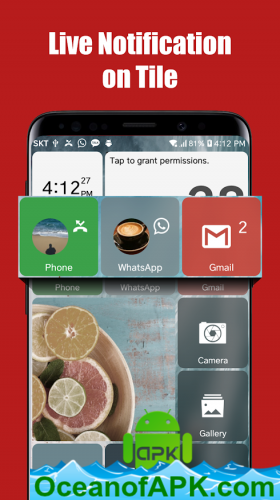 Live Notification
on Tile
SKT 81% 4:12 PM
Tap to grant permissions.
4:12 27 PM
2
Phone WhatsApp Gmail
Phone WhatsApp Gmail
Camera
Gallery
apk
OceanofAPK.com